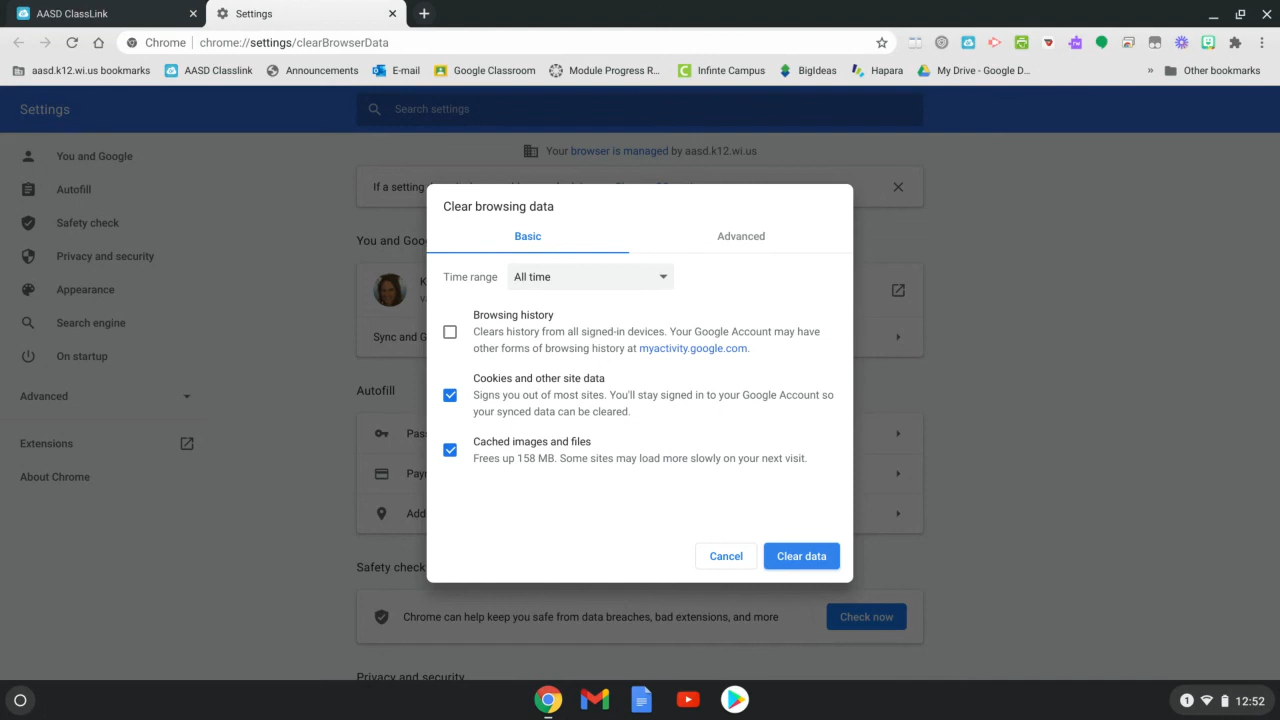 AASD ClassLink
Settings
Chrome
chrome://settings/clearBrowserData
aasd.k12.wi.us bookmarks
AASD Classlink
Announcements
E-mail
Google Classroom
Module Progress R...
Infinte Campus
BigIdeas
Hapara
My Drive - Google D...
»
Other bookmarks
Settings
Search settings
You and Google
Autofill
Safety check
Privacy and security
Appearance
Search engine
On startup
Advanced
Extensions
About Chrome
Your browser is managed by aasd.k12.wi.us
If a setting
You and Goo
K
Sync and G
Autofill
Pass
Payr
Add
Safety check
Chrome can help keep you safe from data breaches, bad extensions, and more
Check now
Privacy and security
Clear browsing data
Basic
Advanced
Time range
All time
Browsing history
Clears history from all signed-in devices. Your Google Account may have
other forms of browsing history at myactivity.google.com.
Cookies and other site data
Signs you out of most sites. You'll stay signed in to your Google Account so
your synced data can be cleared.
Cached images and files
Frees up 158 MB. Some sites may load more slowly on your next visit.
Cancel
Clear data
1
12:52